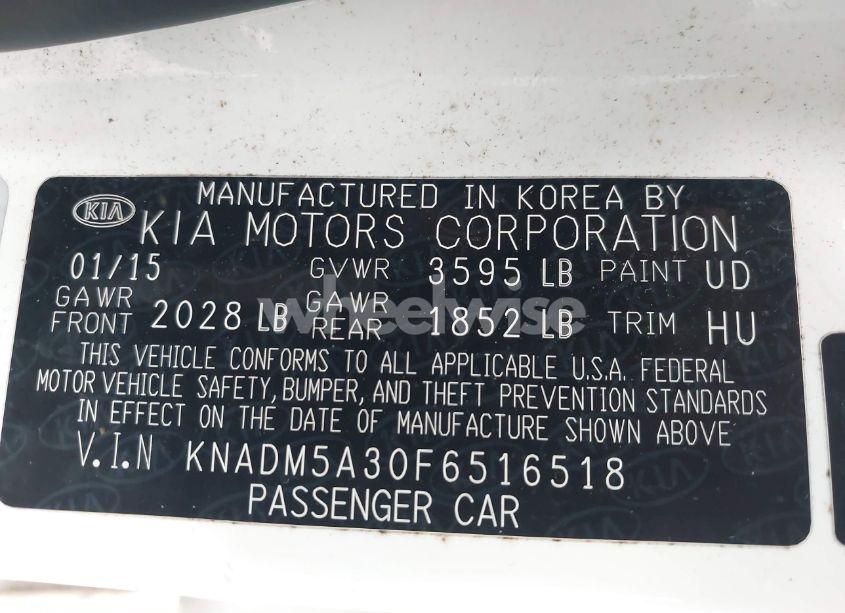 MANUFACTURED IN KOREA BY
KIA KIA MOTORS CORPORATION
01/15 GVWR 3595 LB PAINT UD
GAWR FRONT 2028 LB GAWR REAR 1852 LB TRIM HU
wheelwise
THIS VEHICLE CONFORMS TO ALL APPLICABLE U.S.A. FEDERAL
MOTOR VEHICLE SAFETY, BUMPER, AND THEFT PREVENTION STANDARDS
IN EFFECT ON THE DATE OF MANUFACTURE SHOWN ABOVE
V.I.N KNADM5A30F6516518
PASSENGER CAR